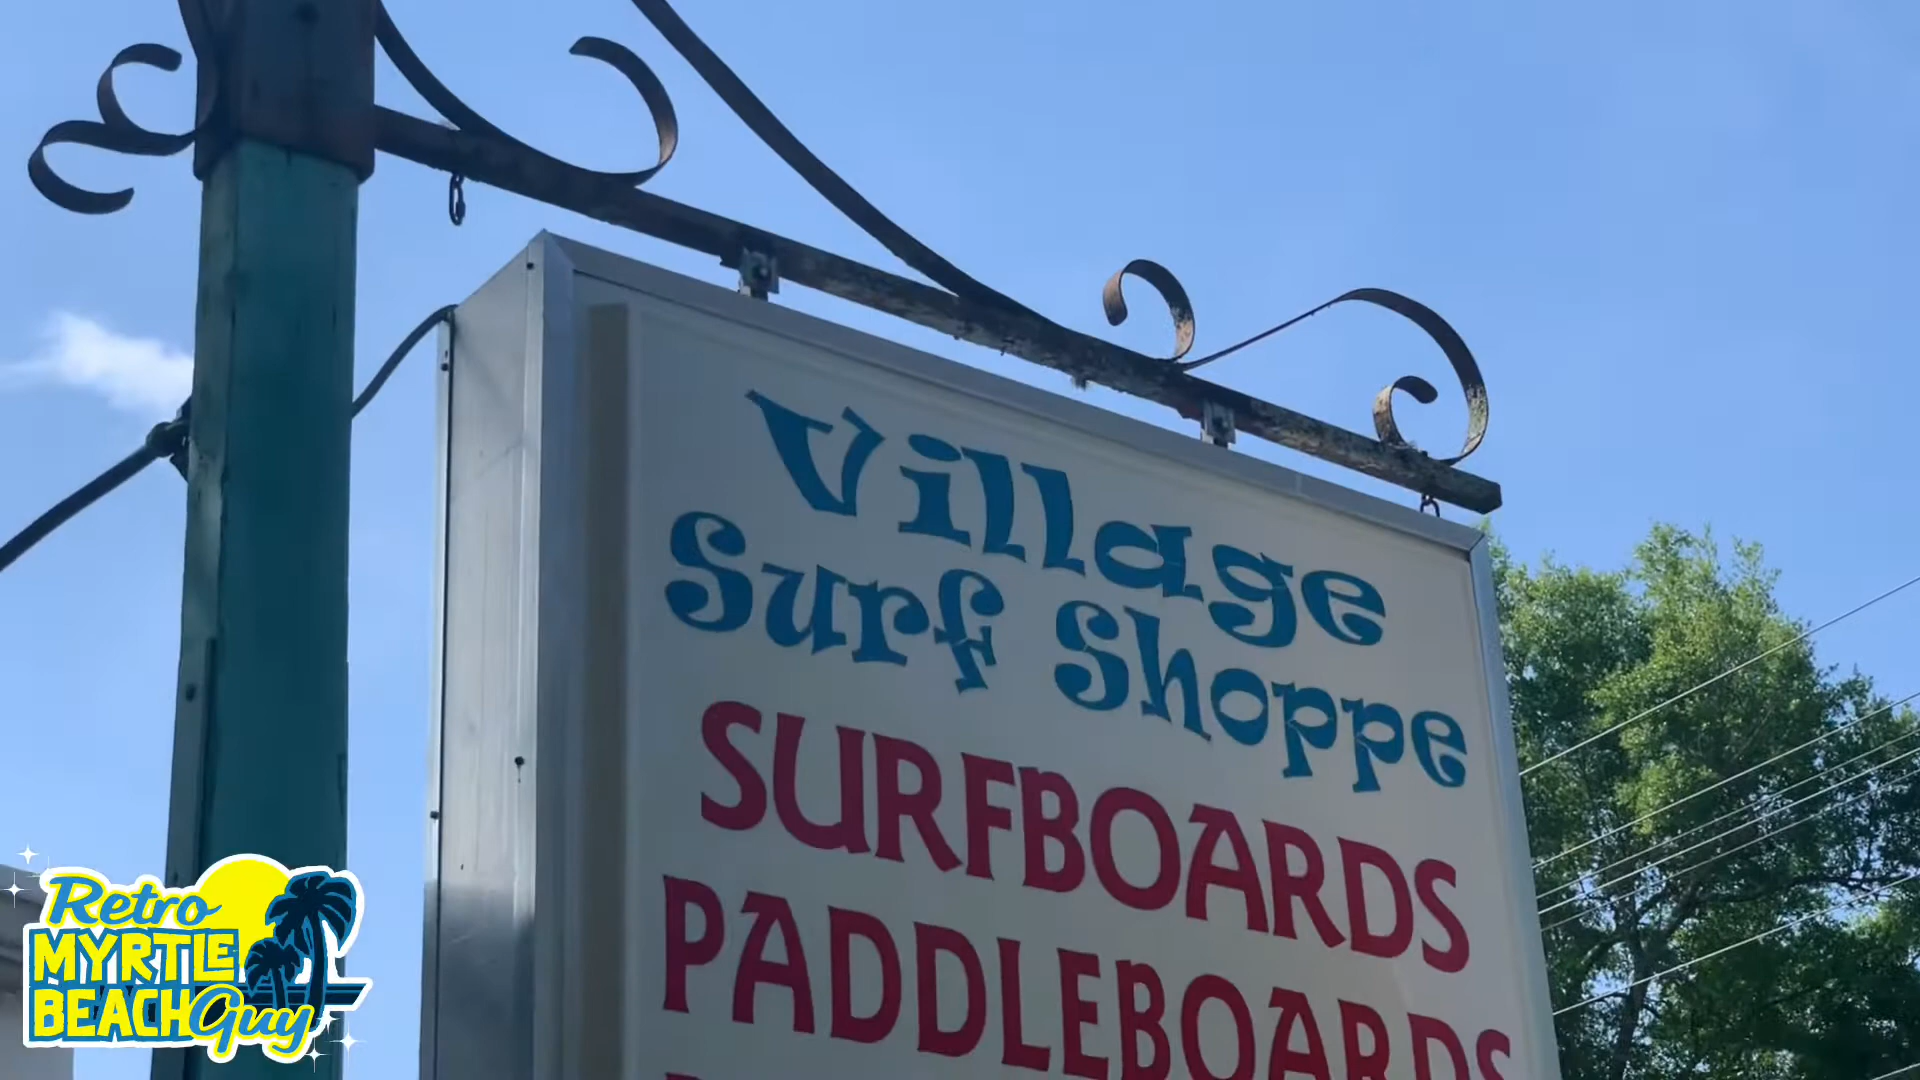 Village
Surf Shoppe
SURFBOARDS
PADDLEBOARDS
Retro
MYRTLE
BEACH Guy